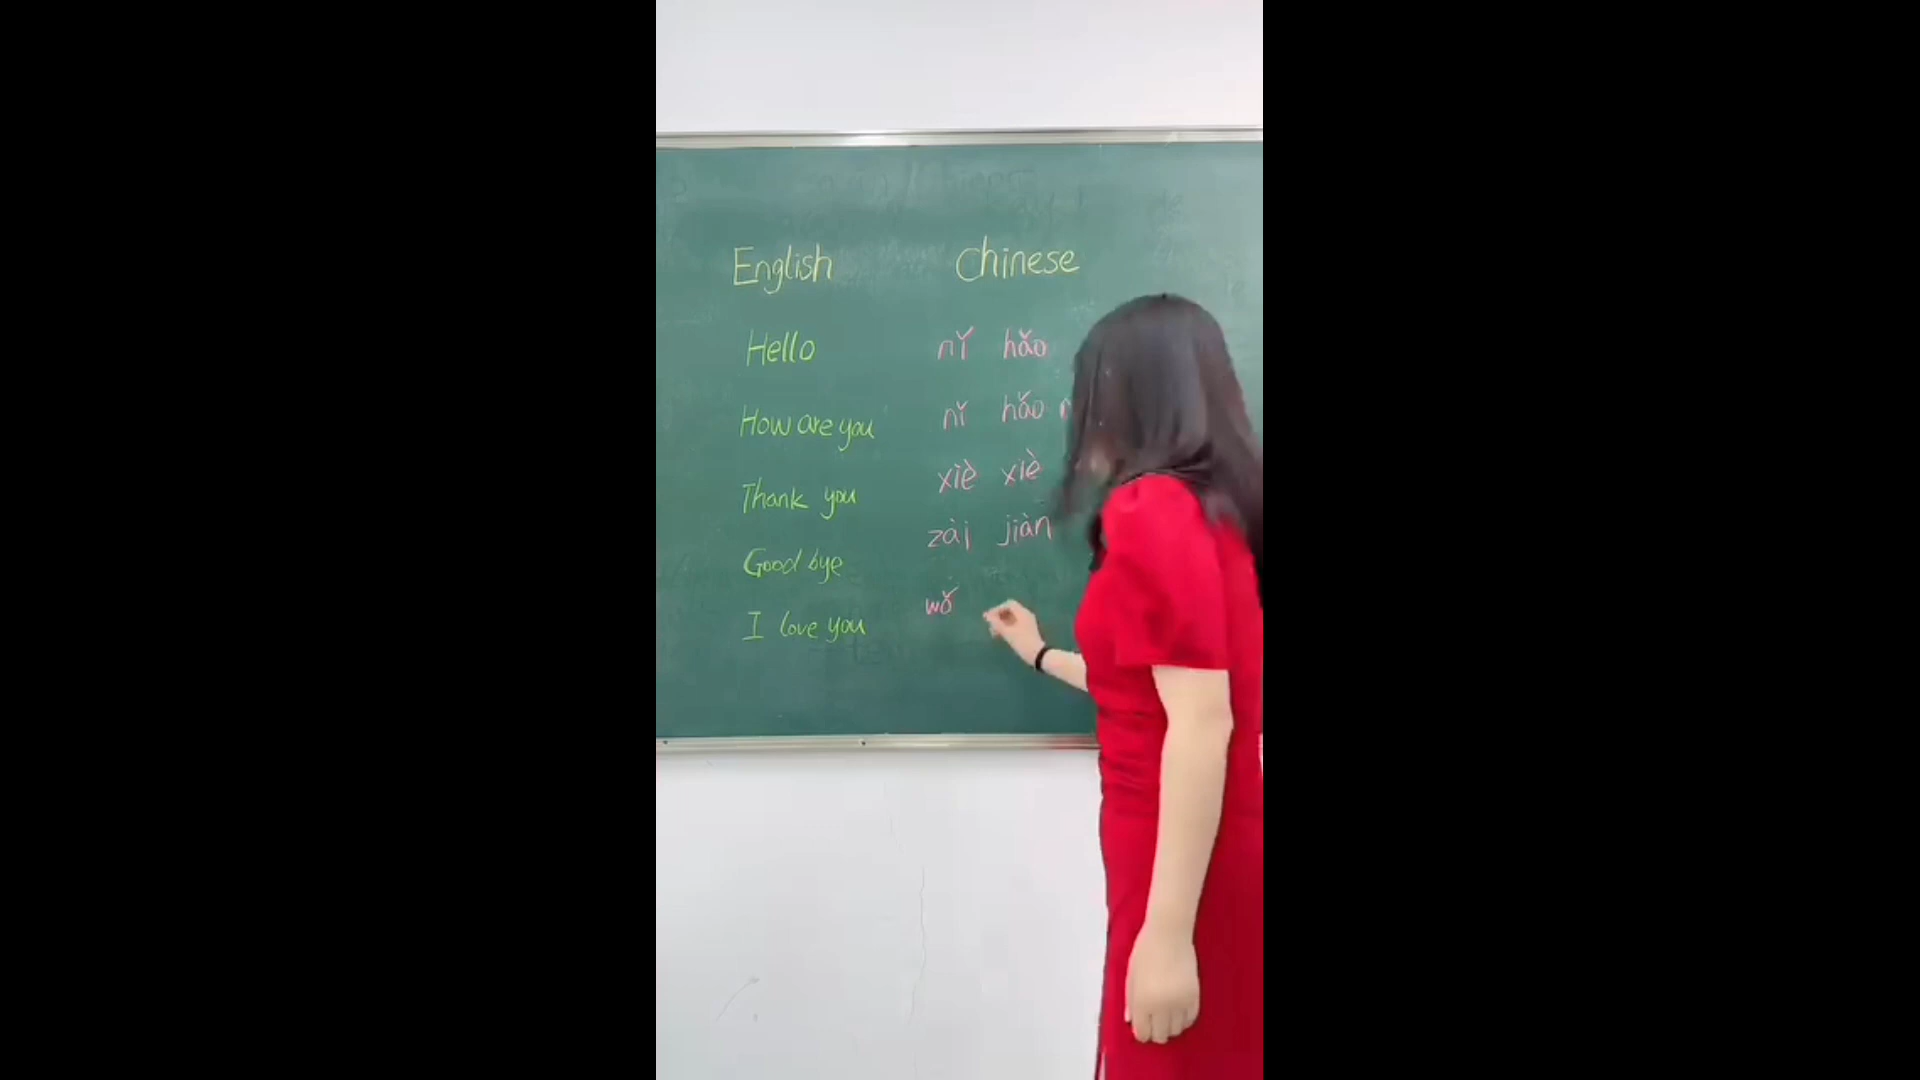 English Chinese
Hello nǐ hǎo
How are you nǐ hǎo
Thank you xiè xiè
Good bye zài jiàn
I love you wǒ